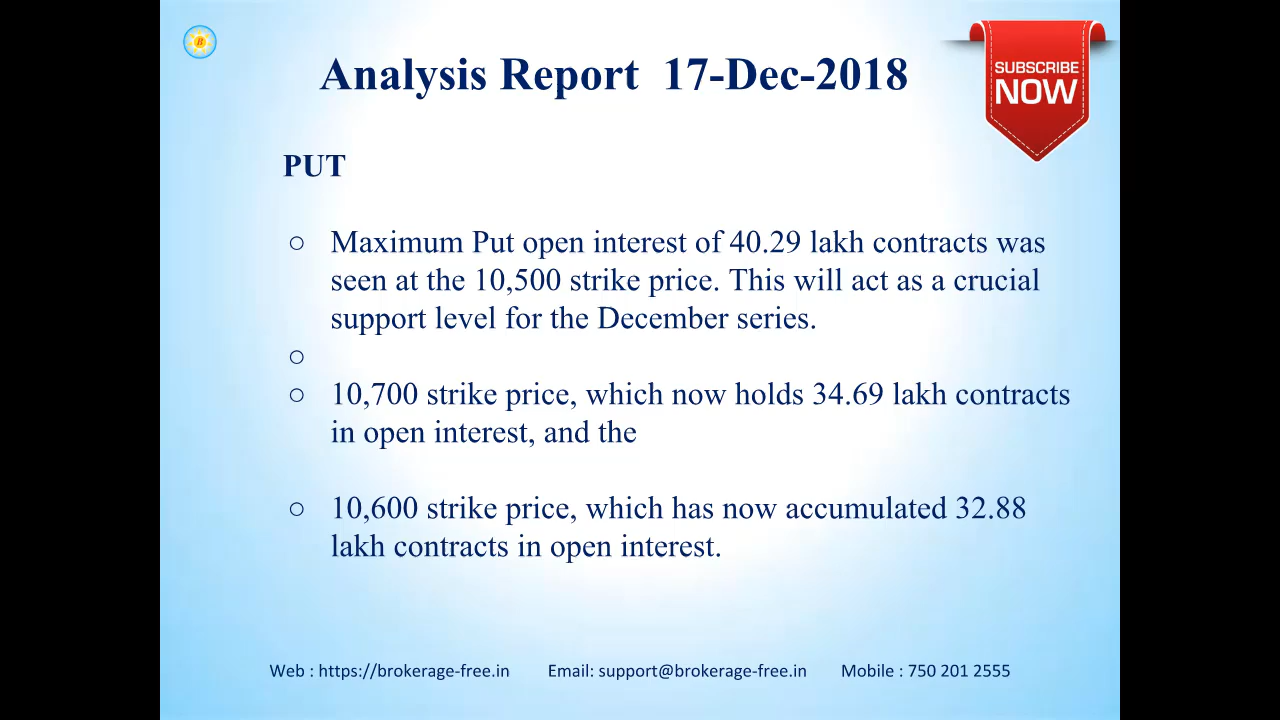 Analysis Report 17-Dec-2018
SUBSCRIBE
NOW
PUT
○ Maximum Put open interest of 40.29 lakh contracts was
seen at the 10,500 strike price. This will act as a crucial
support level for the December series.
○
○ 10,700 strike price, which now holds 34.69 lakh contracts
in open interest, and the
○ 10,600 strike price, which has now accumulated 32.88
lakh contracts in open interest.
Web : https://brokerage-free.in Email: support@brokerage-free.in Mobile : 750 201 2555